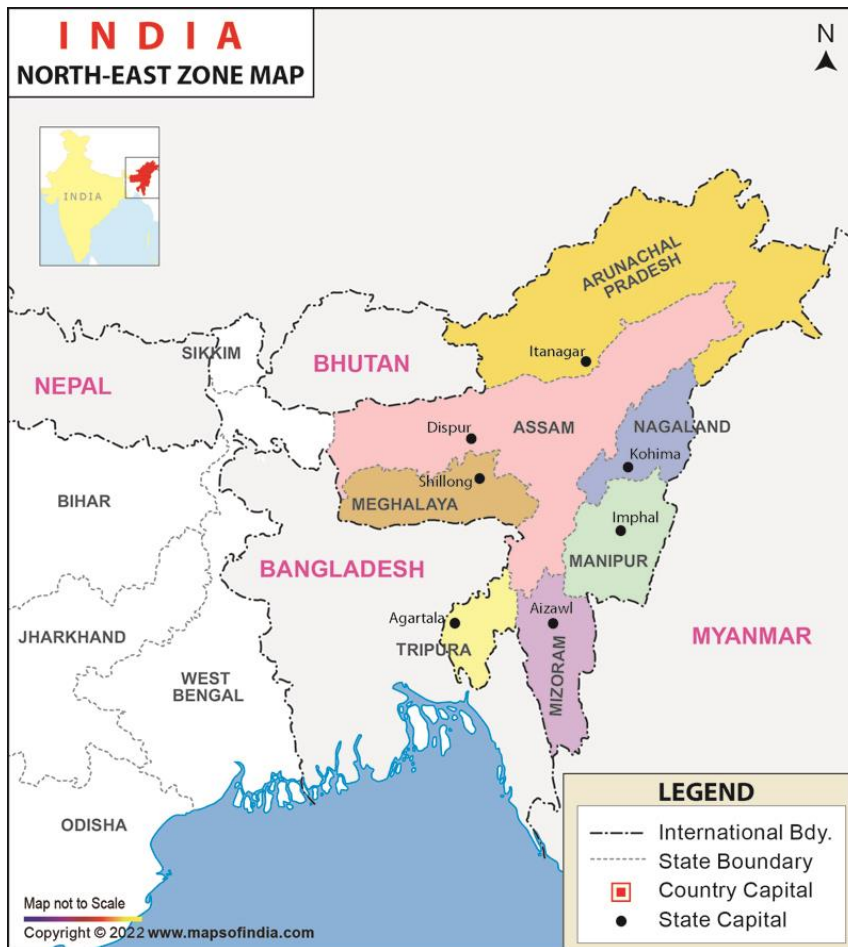 INDIA
NORTH-EAST ZONE MAP
N
INDIA
ARUNACHAL
PRADESH
SIKKIM
BHUTAN
Itanagar
NEPAL
Dispur
ASSAM
NAGALAND
Kohima
Shillong
BIHAR
MEGHALAYA
Imphal
MANIPUR
BANGLADESH
Agartala
Aizawl
JHARKHAND
TRIPURA
MYANMAR
WEST
BENGAL
MIZORAM
ODISHA
LEGEND
International Bdy.
State Boundary
Country Capital
State Capital
Map not to Scale
Copyright © 2022 www.mapsofindia.com